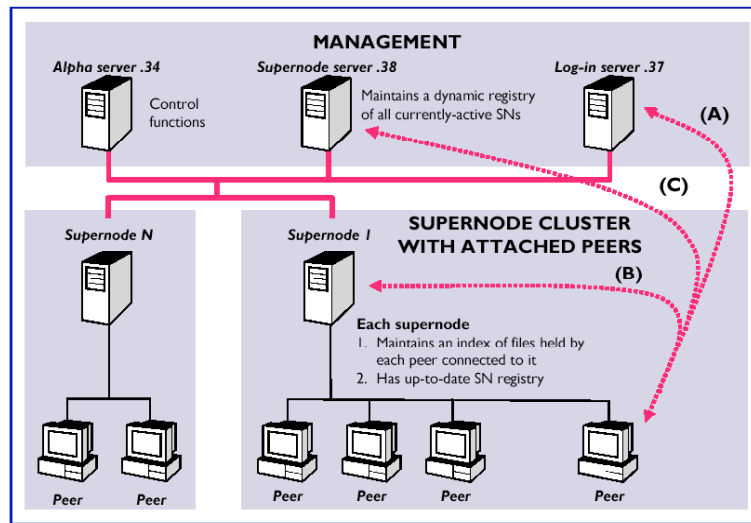 MANAGEMENT
Alpha server .34
Supernode server .38
Log-in server .37
Control
functions
Maintains a dynamic registry
of all currently-active SNs
(A)
(C)
SUPERNODE CLUSTER
WITH ATTACHED PEERS
Supernode N
Supernode 1
(B)
Each supernode
1. Maintains an index of files held by
each peer connected to it
2. Has up-to-date SN registry
Peer
Peer
Peer
Peer
Peer
Peer